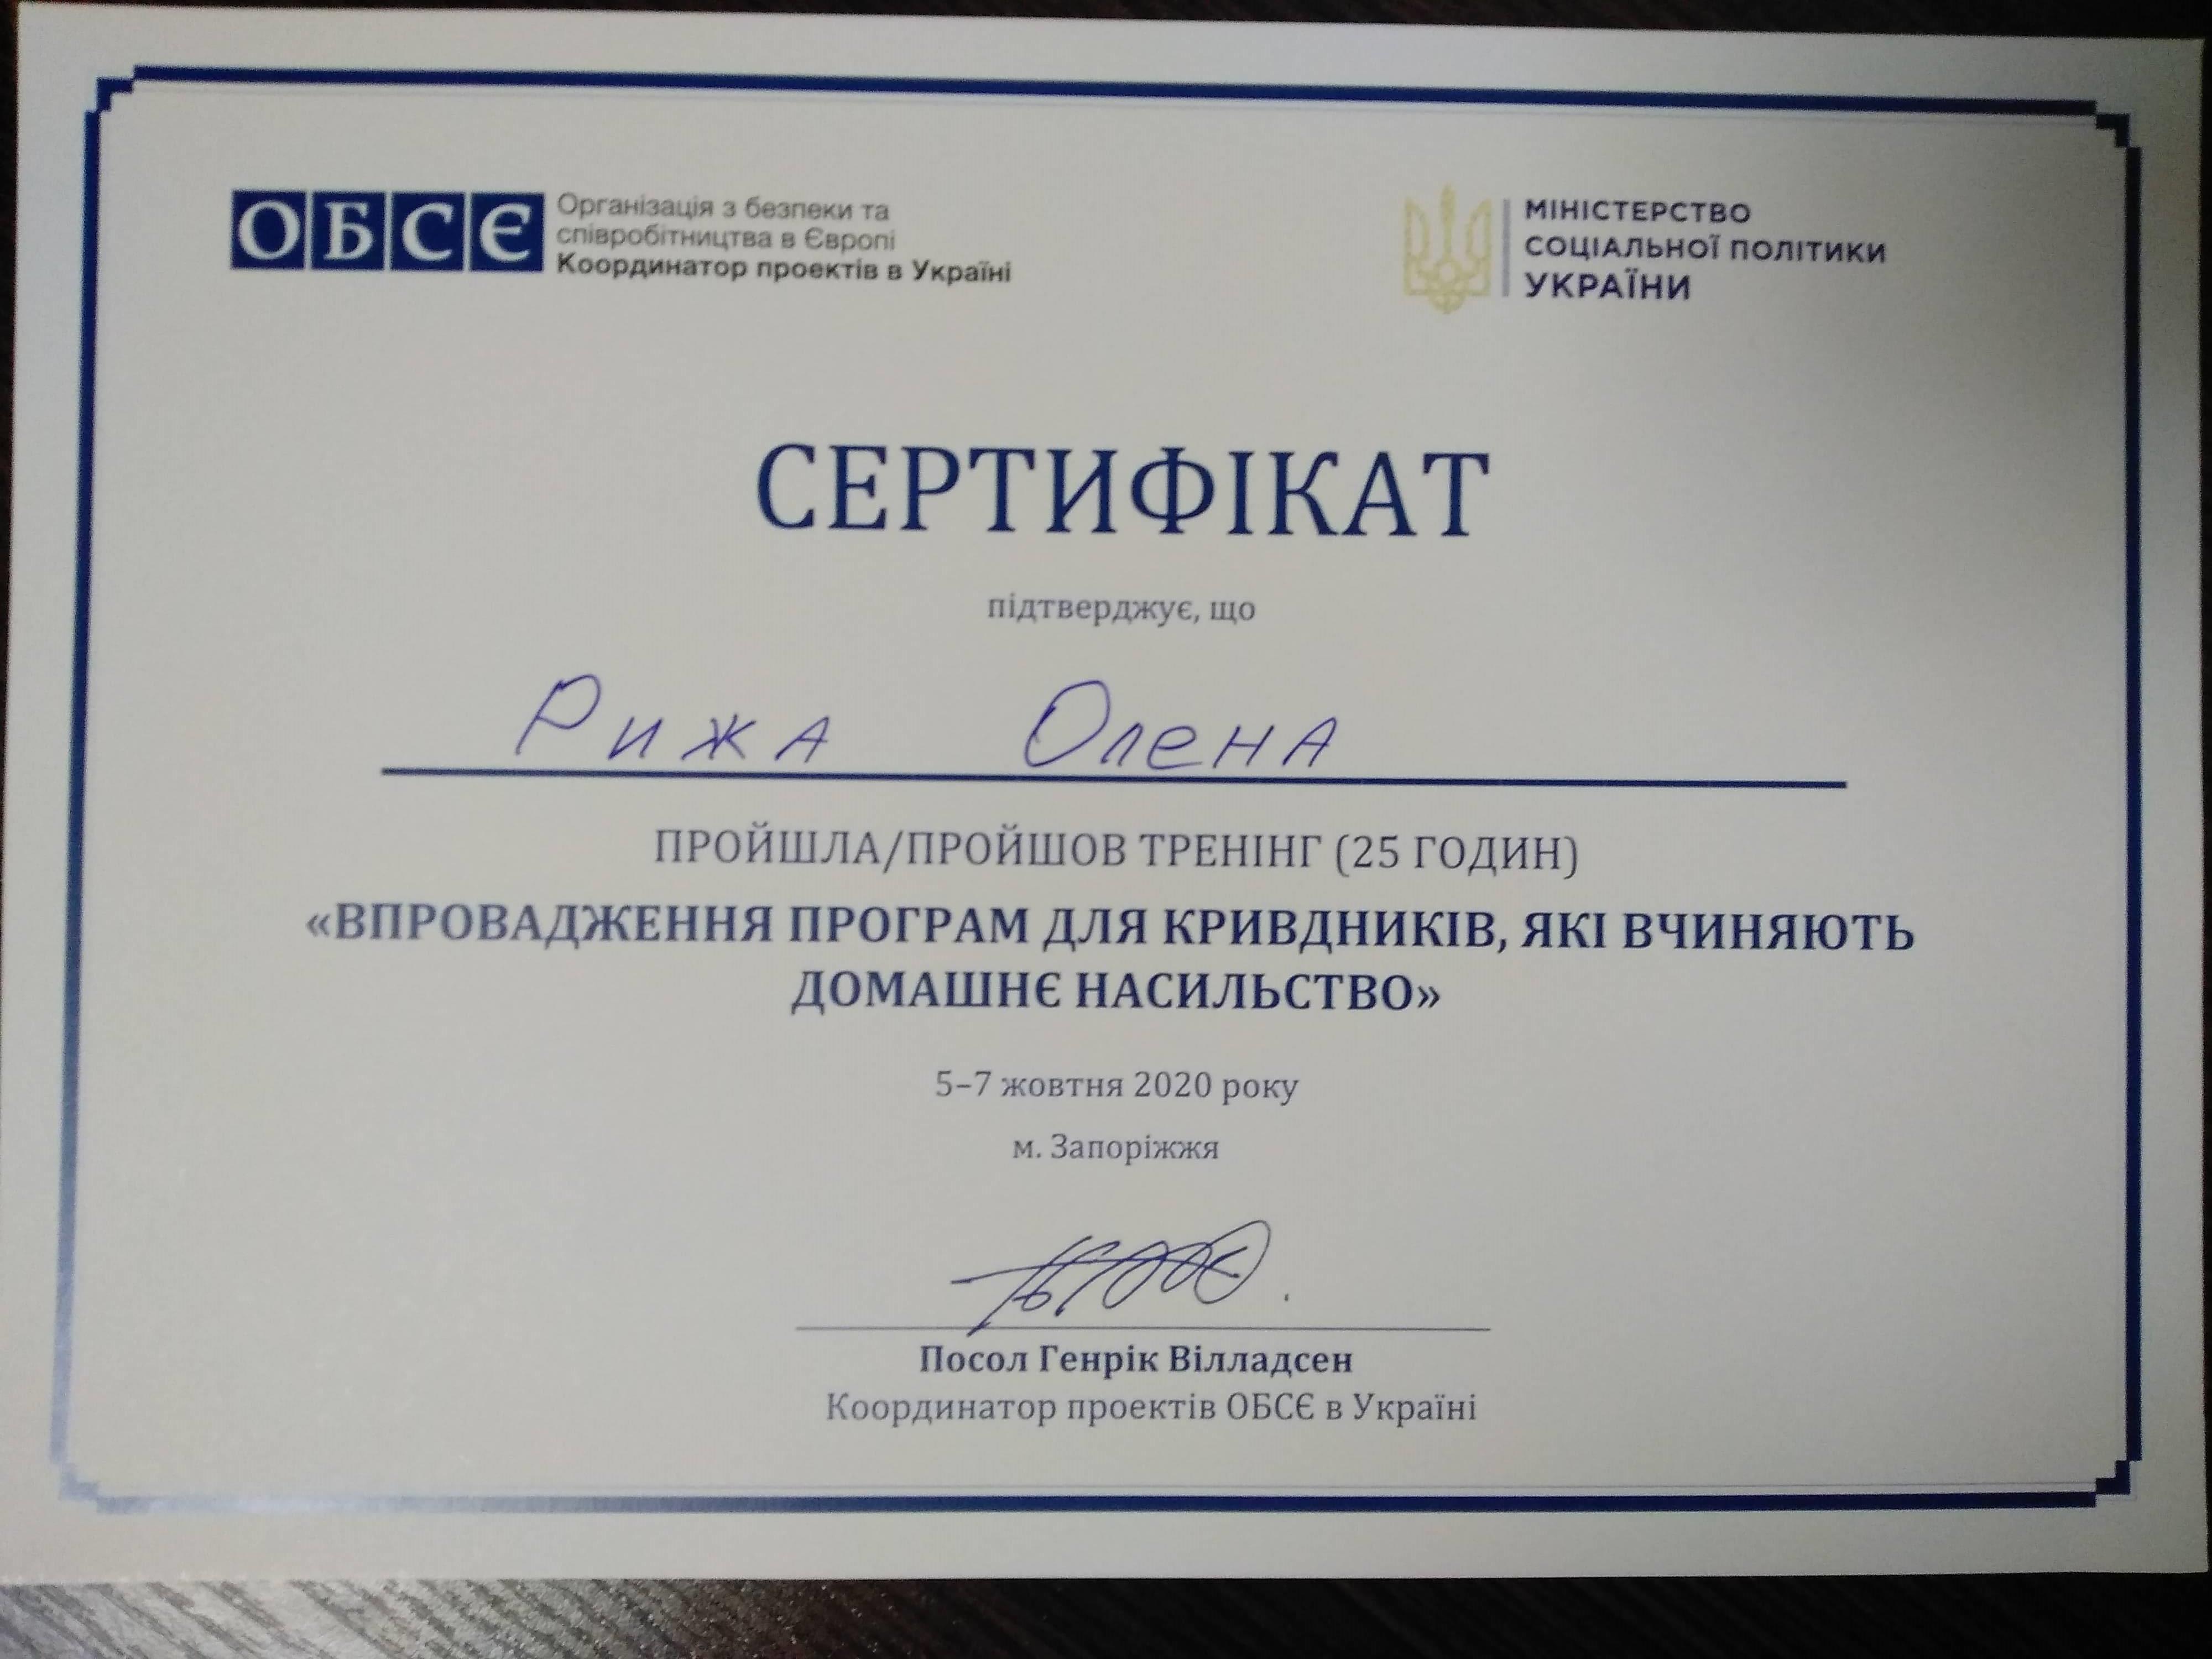 ОБСЄ
Організація з безпеки та
співробітництва в Європі
Координатор проектів в Україні
МІНІСТЕРСТВО
СОЦІАЛЬНОЇ ПОЛІТИКИ
УКРАЇНИ
СЕРТИФІКАТ
підтверджує, що
Рижа Олена
ПРОЙШЛА/ПРОЙШОВ ТРЕНІНГ (25 ГОДИН)
«ВПРОВАДЖЕННЯ ПРОГРАМ ДЛЯ КРИВДНИКІВ, ЯКІ ВЧИНЯЮТЬ
ДОМАШНЄ НАСИЛЬСТВО»
5–7 жовтня 2020 року
м. Запоріжжя
Посол Генрік Вілладсен
Координатор проектів ОБСЄ в Україні